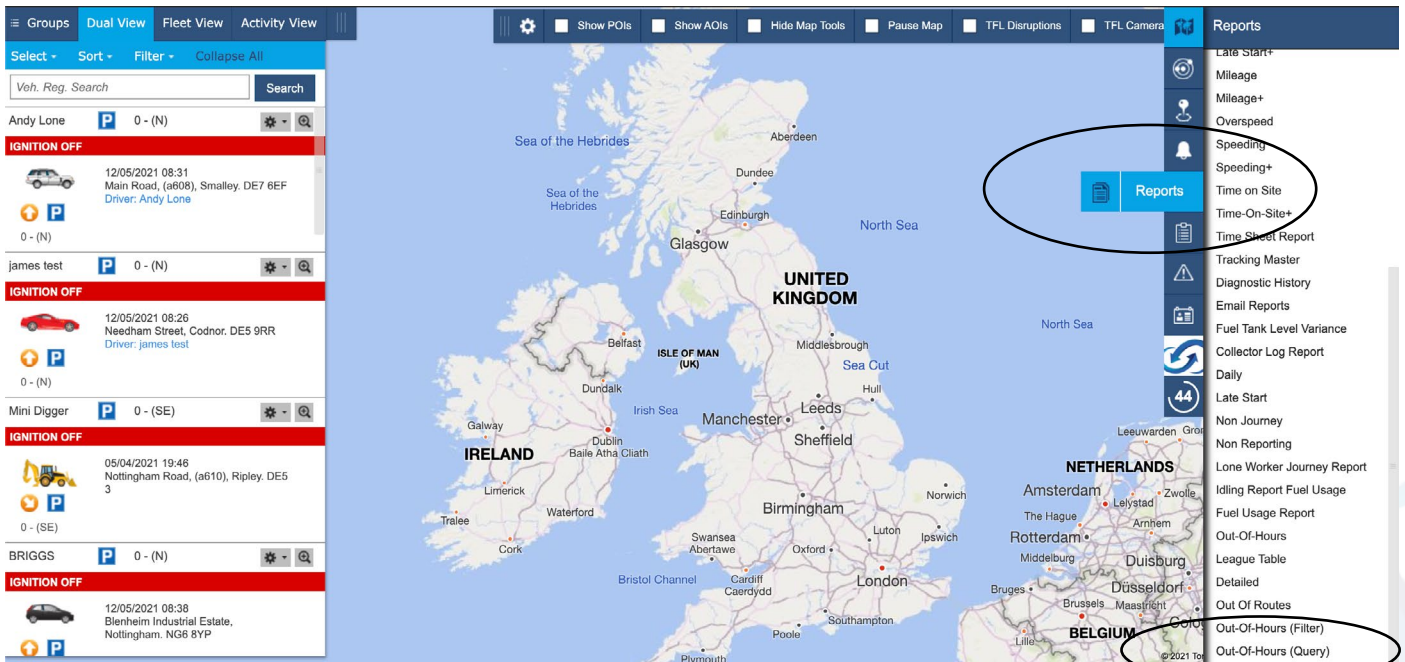 Groups Dual View Fleet View Activity View
Select Sort Filter Collapse All
Veh. Reg. Search Search
Andy Lone P 0 - (N)
IGNITION OFF
12/05/2021 08:31
Main Road, (a608), Smalley. DE7 6EF
Driver: Andy Lone
P
0 - (N)
james test P 0 - (N)
IGNITION OFF
12/05/2021 08:26
Needham Street, Codnor. DE5 9RR
Driver: james test
P
0 - (N)
Mini Digger P 0 - (SE)
IGNITION OFF
05/04/2021 19:46
Nottingham Road, (a610), Ripley. DE5
3
P
0 - (SE)
BRIGGS P 0 - (N)
IGNITION OFF
12/05/2021 08:38
Blenheim Industrial Estate,
Nottingham. NG6 8YP
P
Show POIs Show AOIs Hide Map Tools Pause Map TFL Disruptions TFL Camera
Sea of the Hebrides
Aberdeen
Dundee
Sea of the
Hebrides
Edinburgh
North Sea
Glasgow
UNITED
KINGDOM
North Sea
Belfast
ISLE OF MAN
(UK)
Middlesbrough
Sea Cut
Dundalk
Hull
Irish Sea
Leeds
Manchester
Galway
Sheffield
Dublin
Baile Atha Cliath
IRELAND
Leeuwarden Gro
NETHERLANDS
Limerick
Norwich
Amsterdam
Lelystad
Zwolle
Birmingham
Waterford
The Hague
Tralee
Arnhem
Luton
Ipswich
Rotterdam
Swansea
Abertawe
Cork
Oxford
Middelburg
Duisburg
Bristol Channel
Cardiff
Caerdydd
London
Bruges
Düsseldorf
Brussels
Maastricht
Southampton
Poole
Lille
BELGIUM
Plymouth
© 2021
Reports
44
Reports
Late Start+
Mileage
Mileage+
Overspeed
Speeding
Speeding+
Time on Site
Time-On-Site+
Time Sheet Report
Tracking Master
Diagnostic History
Email Reports
Fuel Tank Level Variance
Collector Log Report
Daily
Late Start
Non Journey
Non Reporting
Lone Worker Journey Report
Idling Report Fuel Usage
Fuel Usage Report
Out-Of-Hours
League Table
Detailed
Out Of Routes
Out-Of-Hours (Filter)
Out-Of-Hours (Query)